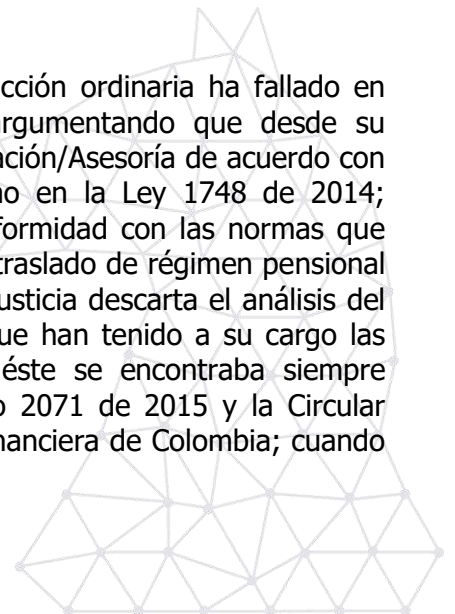 cción ordinaria ha fallado en
rgumentando que desde su
ación/Asesoría de acuerdo con
no en la Ley 1748 de 2014;
formidad con las normas que
traslado de régimen pensional
usticia descarta el análisis del
que han tenido a su cargo las
éste se encontraba siempre
o 2071 de 2015 y la Circular
nanciera de Colombia; cuando